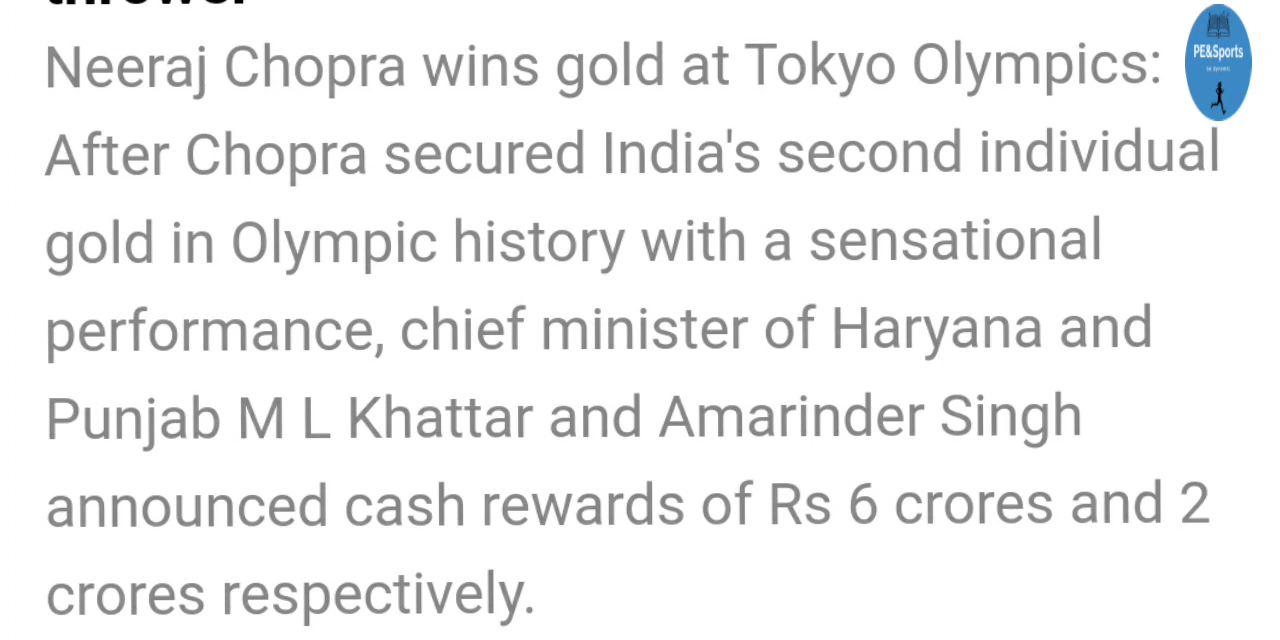 thrower
Neeraj Chopra wins gold at Tokyo Olympics:
After Chopra secured India's second individual
gold in Olympic history with a sensational
performance, chief minister of Haryana and
Punjab M L Khattar and Amarinder Singh
announced cash rewards of Rs 6 crores and 2
crores respectively.
PE&Sports